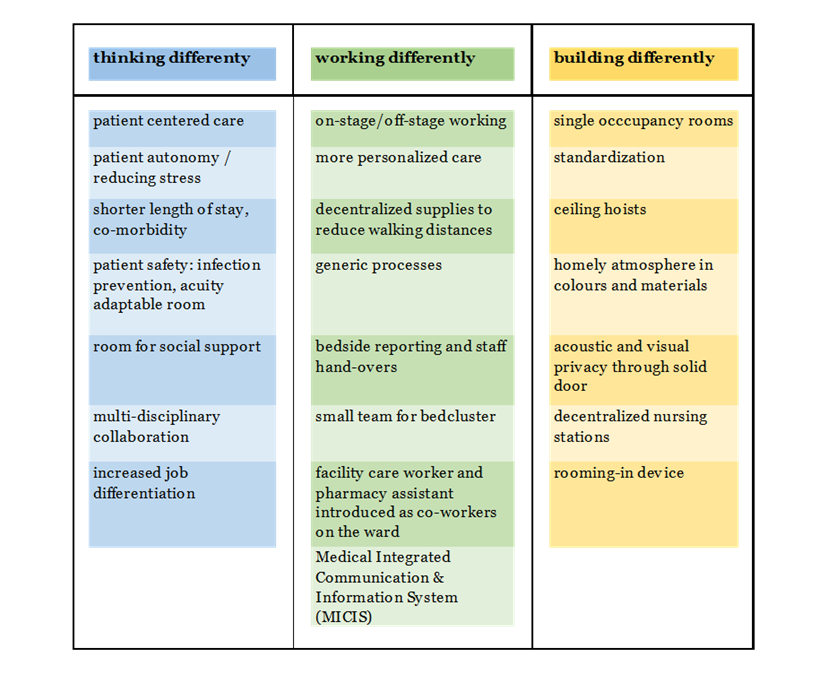 thinking differenty
working differently
building differently
patient centered care
on-stage/off-stage working
single occcupancy rooms
patient autonomy /
reducing stress
more personalized care
standardization
shorter length of stay,
co-morbidity
decentralized supplies to
reduce walking distances
ceiling hoists
patient safety: infection
prevention, acuity
adaptable room
generic processes
homely atmosphere in
colours and materials
room for social support
bedside reporting and staff
hand-overs
acoustic and visual
privacy through solid
door
multi-disciplinary
collaboration
small team for bedcluster
decentralized nursing
stations
increased job
differentiation
facility care worker and
pharmacy assistant
introduced as co-workers
on the ward
rooming-in device
Medical Integrated
Communication &
Information System
(MICIS)